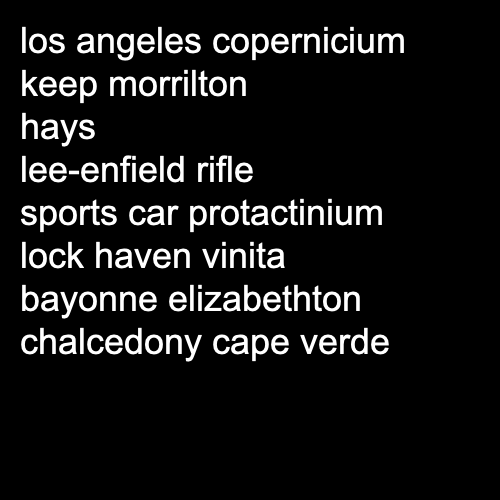 los angeles copernicium
keep morrilton
hays
lee-enfield rifle
sports car protactinium
lock haven vinita
bayonne elizabethton
chalcedony cape verde